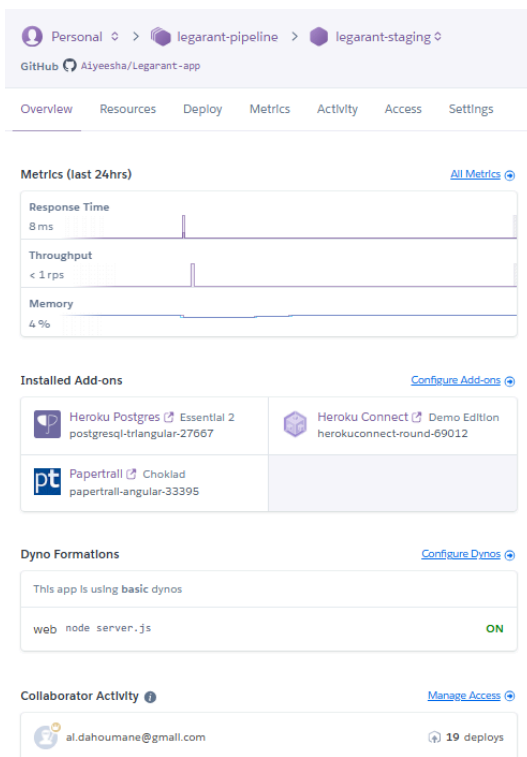 Personal > legarant-pipeline > legarant-staging
GitHub Aiyeesha/Legarant-app
Overview Resources Deploy Metrics Activity Access Settings
Metrics (last 24hrs) All Metrics
Response Time
8 ms
Throughput
< 1 rps
Memory
4 %
Installed Add-ons Configure Add-ons
Heroku Postgres Essential 2
postgresql-triangular-27667
Heroku Connect Demo Edition
herokuconnect-round-69012
pt Papertrail Choklad
papertrail-angular-33395
Dyno Formations Configure Dynos
This app is using basic dynos
web node server.js ON
Collaborator Activity Manage Access
al.dahoumane@gmail.com 19 deploys